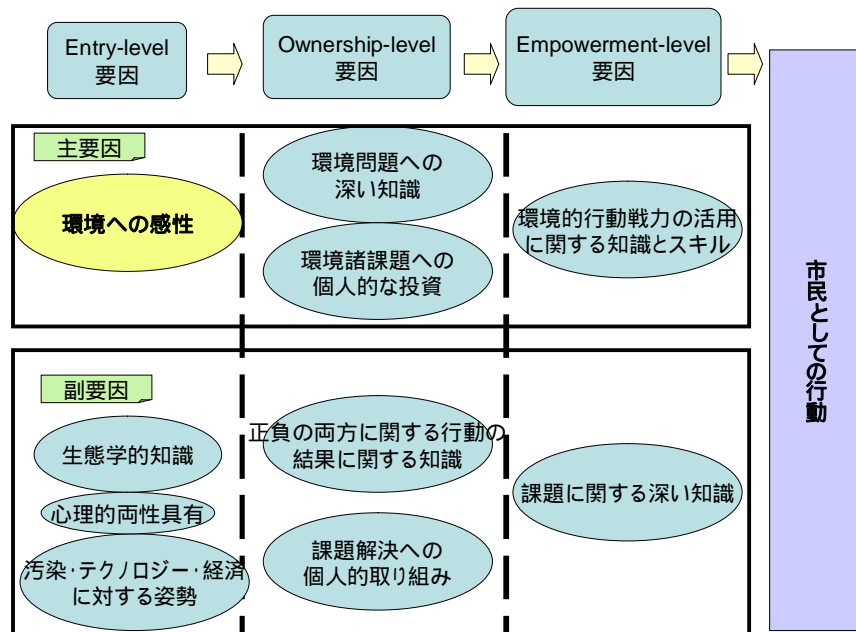 Entry-level
要因
Ownership-level
要因
Empowerment-level
要因
主要因
環境への感性
環境問題への
深い知識
環境諸課題への
個人的な投資
環境的行動戦力の活用
に関する知識とスキル
副要因
生態学的知識
心理的両性具有
汚染・テクノロジー・経済
に対する姿勢
正負の両方に関する行動の
結果に関する知識
課題解決への
個人的取り組み
課題に関する深い知識
市民としての行動